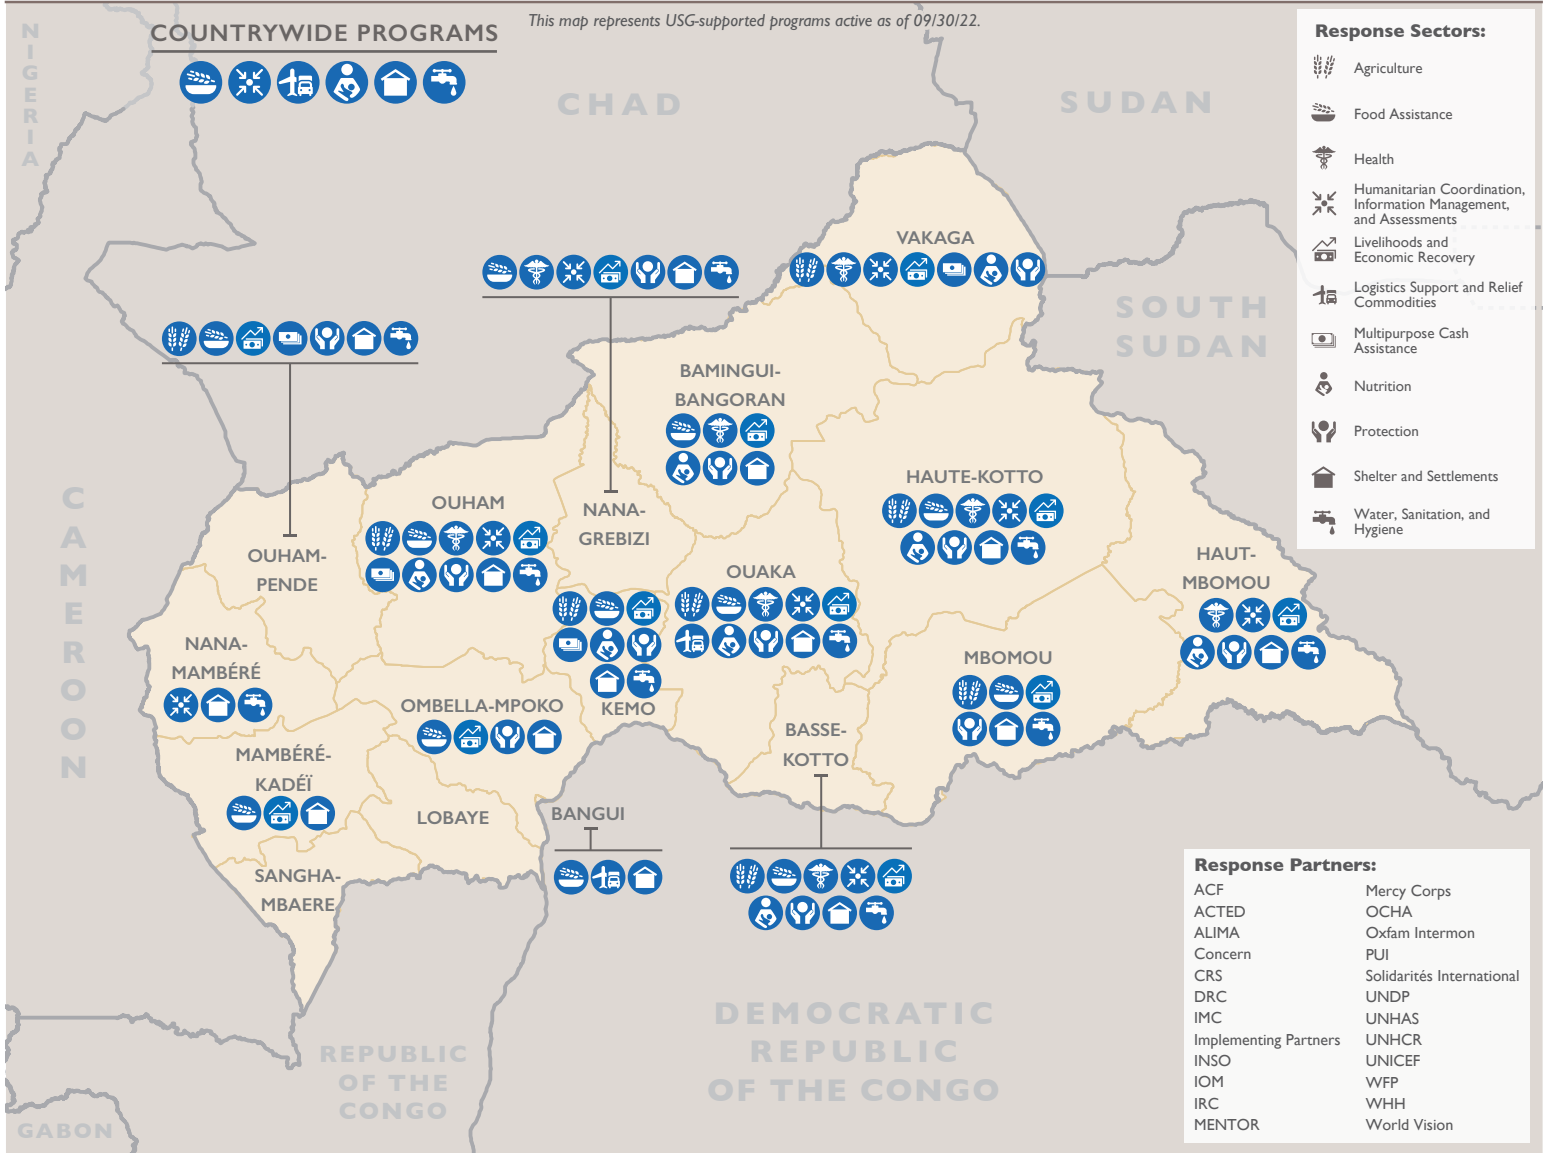 This map represents USG-supported programs active as of 09/30/22.
COUNTRYWIDE PROGRAMS
NIGERIA
CHAD
SUDAN
SOUTH
SUDAN
CAMEROON
VAKAGA
BAMINGUI-
BANGORAN
HAUTE-KOTTO
OUHAM
NANA-
GREBIZI
OUHAM-
PENDE
OUAKA
HAUT-
MBOMOU
NANA-
MAMBÉRÉ
MBOMOU
OMBELLA-MPOKO
KEMO
BASSE-
KOTTO
MAMBÉRÉ-
KADÉÏ
LOBAYE
BANGUI
SANGHA-
MBAERE
DEMOCRATIC
REPUBLIC
OF THE CONGO
REPUBLIC
OF THE
CONGO
GABON
Response Sectors:
Agriculture
Food Assistance
Health
Humanitarian Coordination,
Information Management,
and Assessments
Livelihoods and
Economic Recovery
Logistics Support and Relief
Commodities
Multipurpose Cash
Assistance
Nutrition
Protection
Shelter and Settlements
Water, Sanitation, and
Hygiene
Response Partners:
ACF
ACTED
ALIMA
Concern
CRS
DRC
IMC
Implementing Partners
INSO
IOM
IRC
MENTOR
Mercy Corps
OCHA
Oxfam Intermon
PUI
Solidarités International
UNDP
UNHAS
UNHCR
UNICEF
WFP
WHH
World Vision